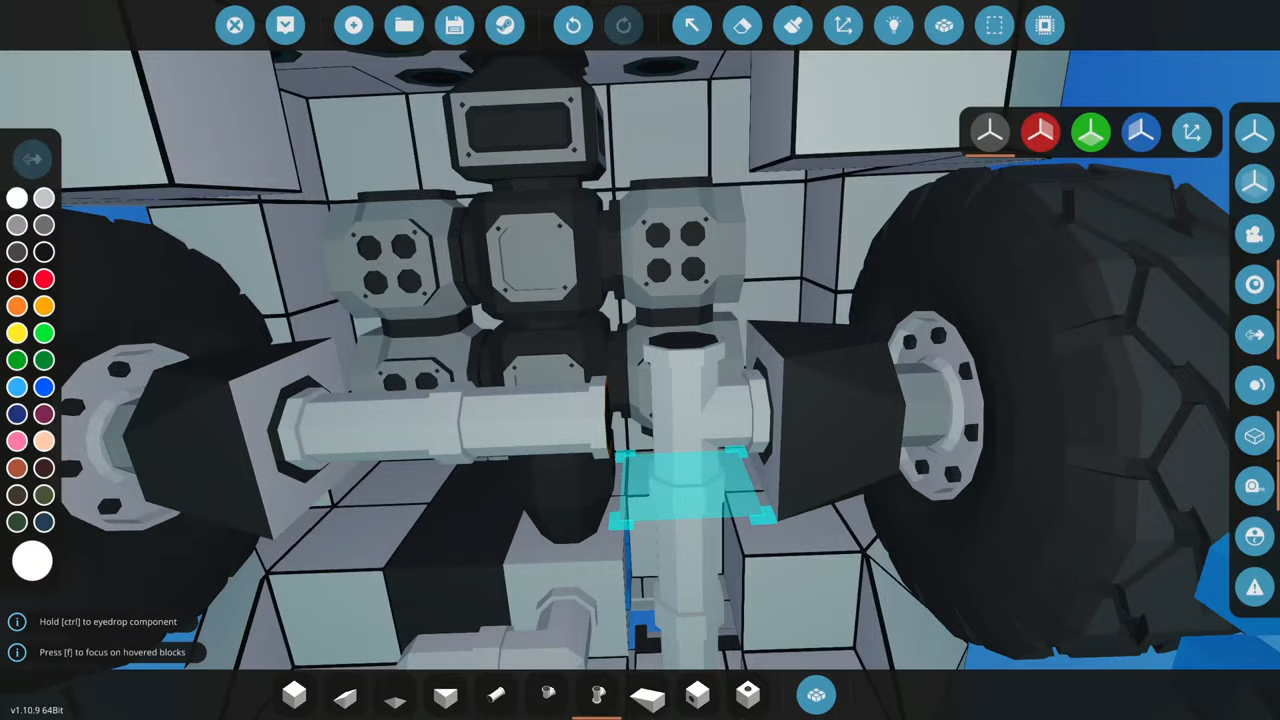 Hold [ctrl] to eyedrop component
Press [f] to focus on hovered blocks
v1.10.9 64Bit